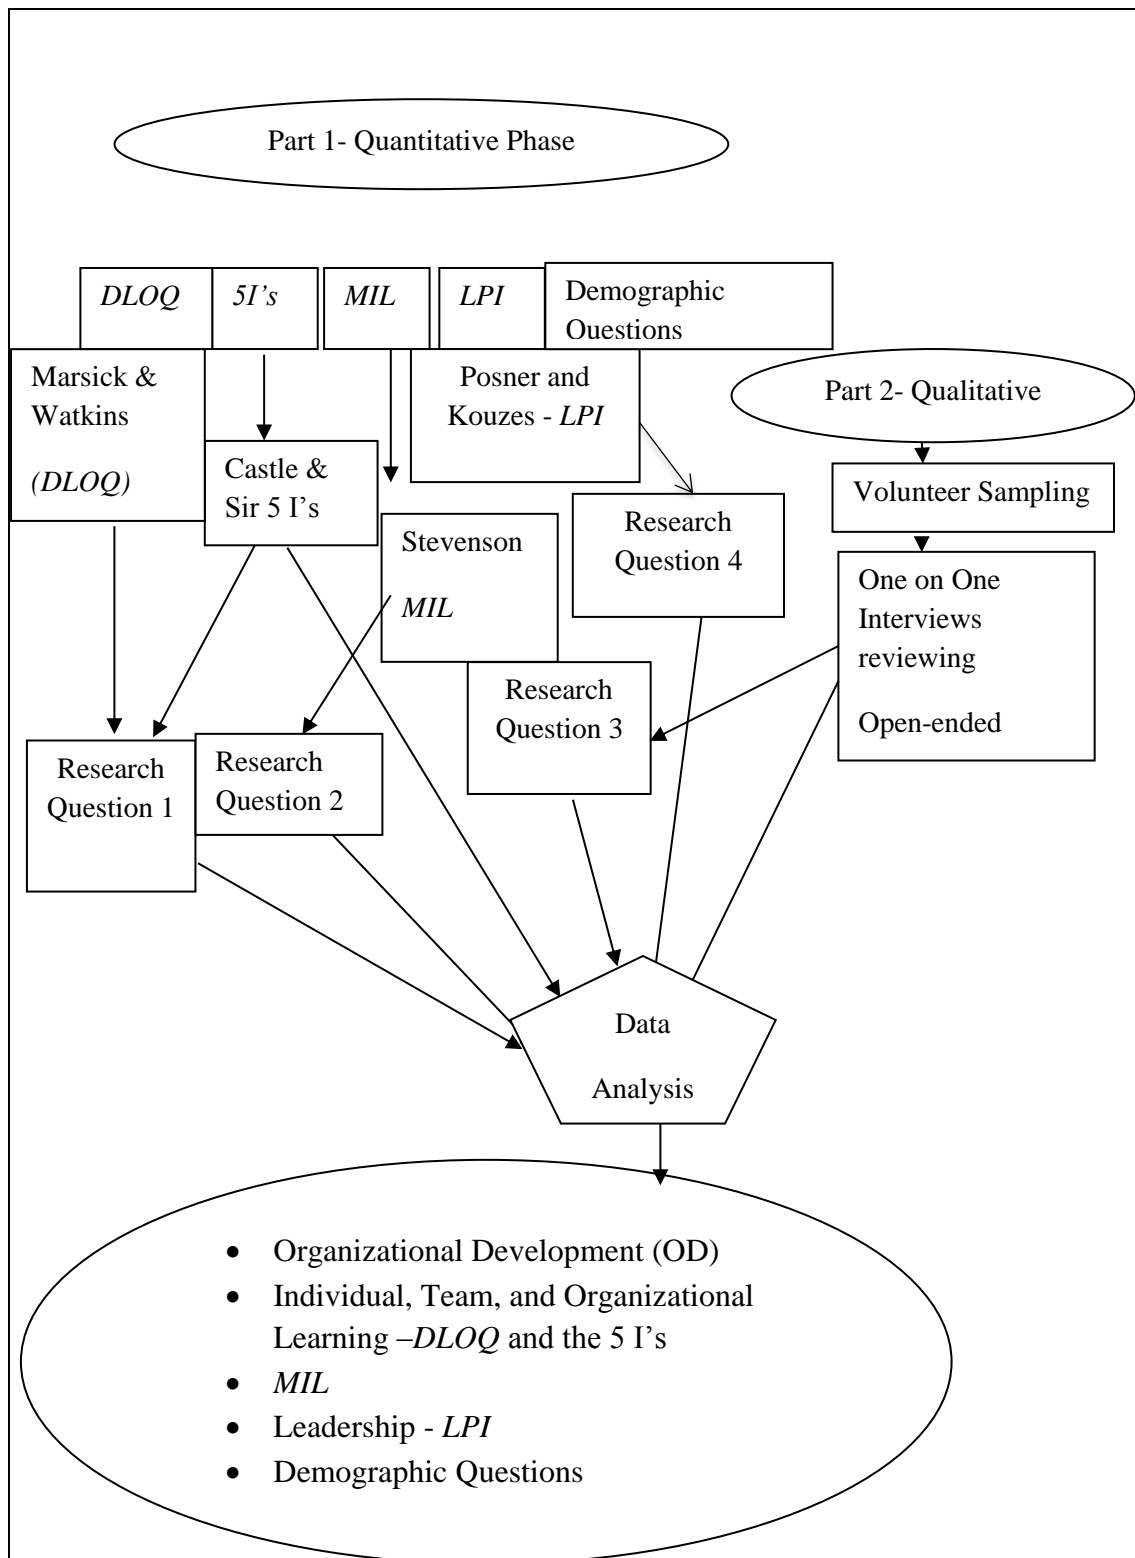 Part 1- Quantitative Phase
DLOQ
5I's
MIL
LPI
Demographic
Questions
Marsick &
Watkins
(DLOQ)
Posner and
Kouzes - LPI
Part 2- Qualitative
Castle &
Sir 5 I's
Volunteer Sampling
Stevenson
MIL
Research
Question 4
One on One
Interviews
reviewing
Open-ended
Research
Question 3
Research
Question 1
Research
Question 2
Data
Analysis
• Organizational Development (OD)
• Individual, Team, and Organizational
Learning –DLOQ and the 5 I's
• MIL
• Leadership - LPI
• Demographic Questions